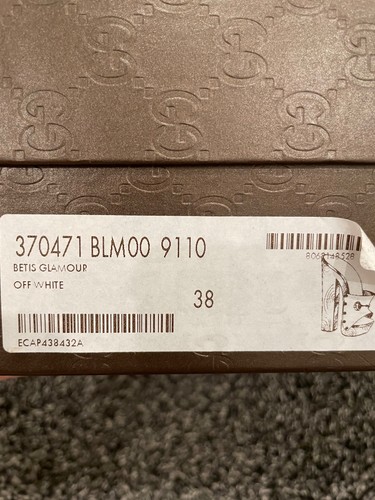 370471 BLM00 9110
BETIS GLAMOUR
OFF WHITE
38
ECAP438432A